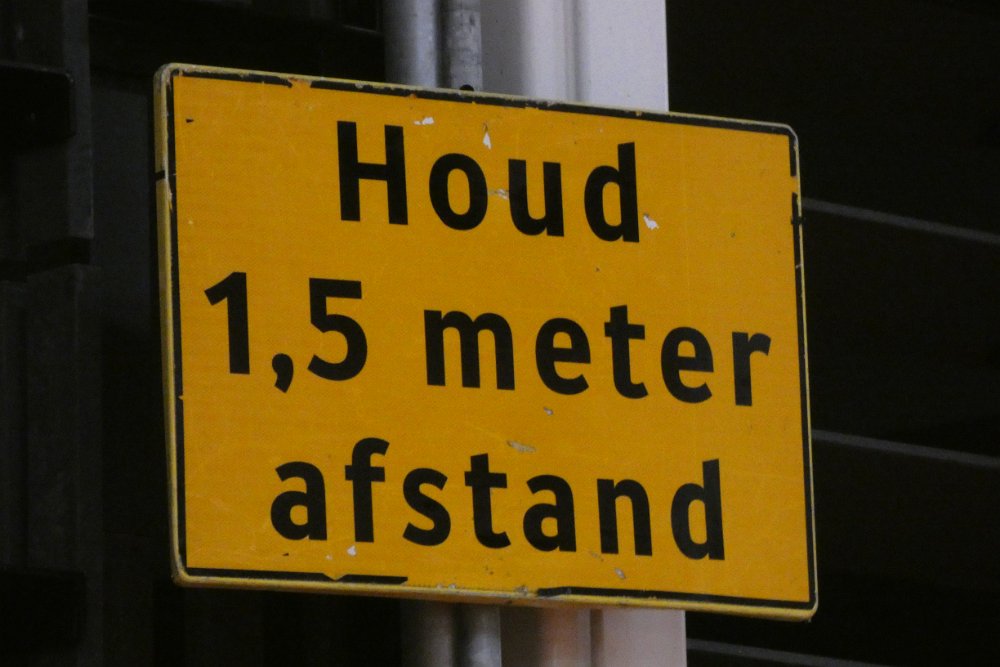 Houd
1,5 meter
afstand